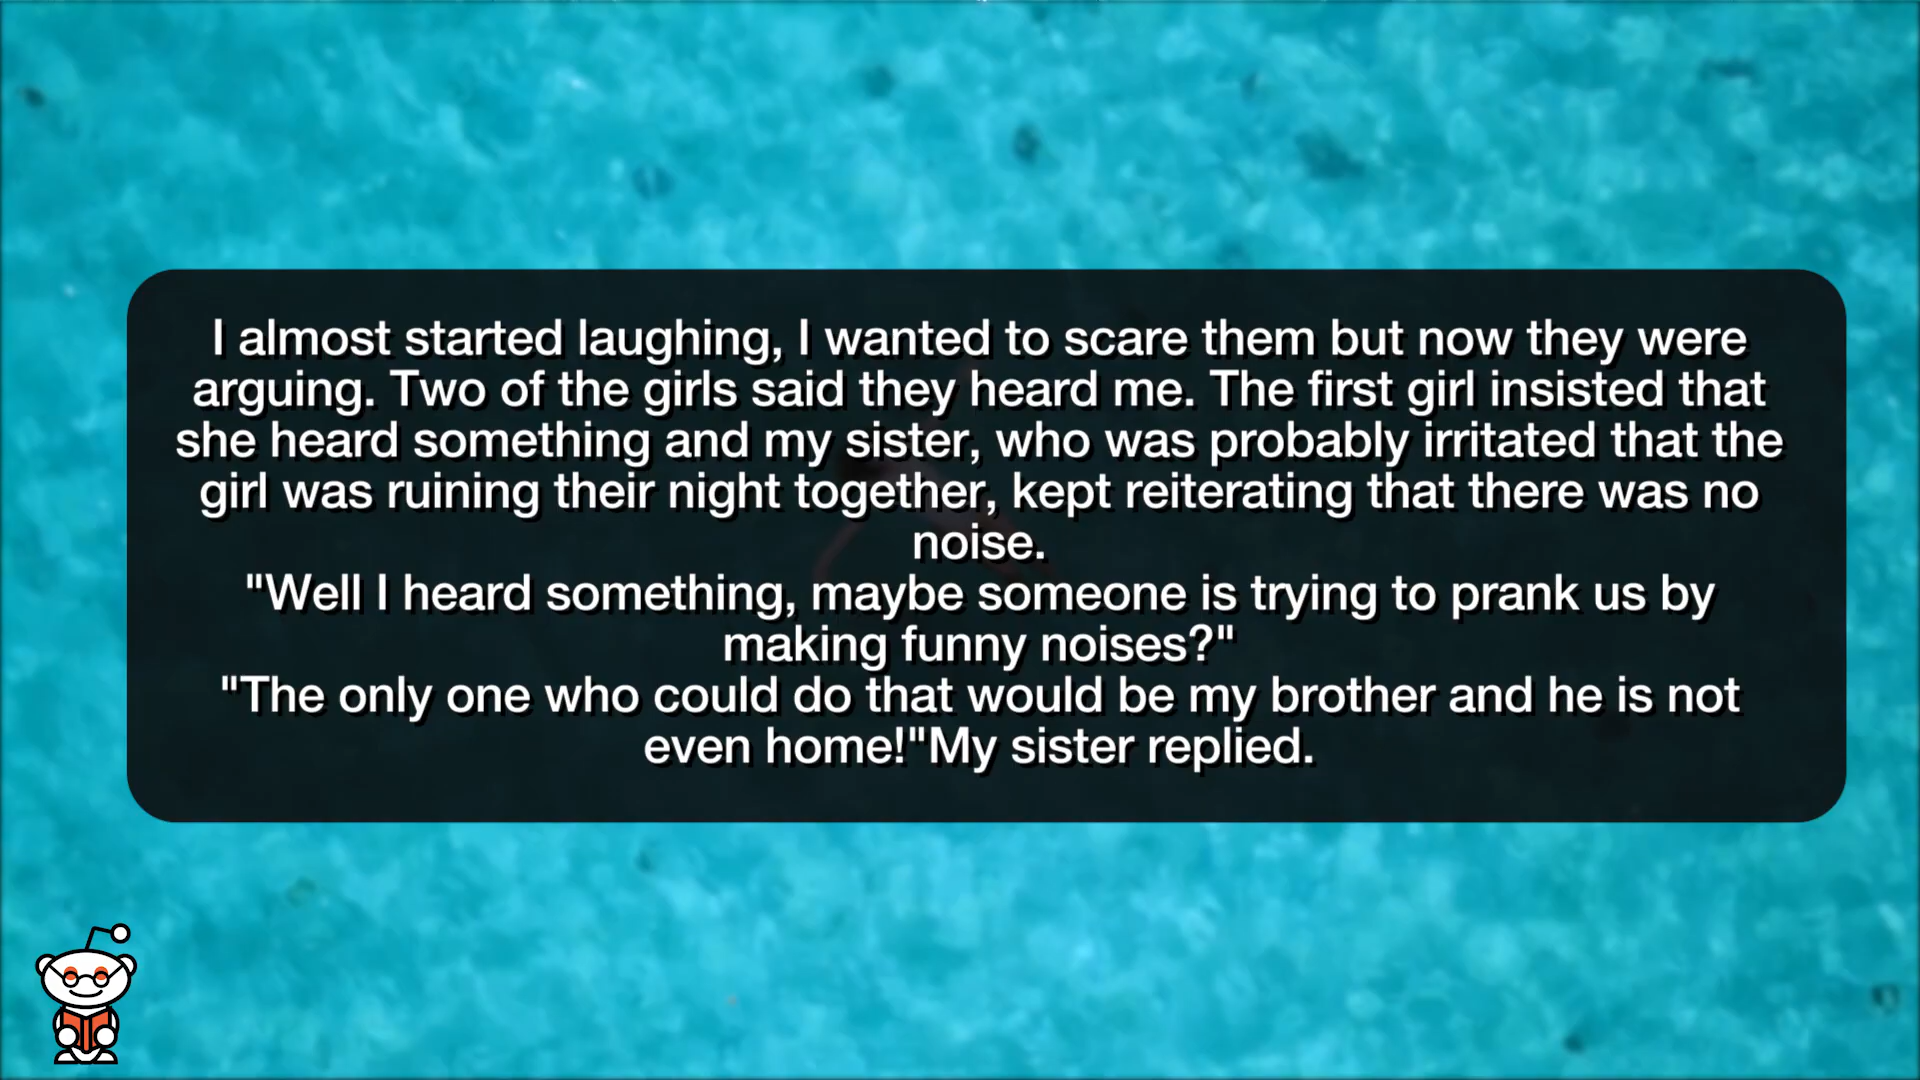 I almost started laughing, I wanted to scare them but now they were
arguing. Two of the girls said they heard me. The first girl insisted that
she heard something and my sister, who was probably irritated that the
girl was ruining their night together, kept reiterating that there was no
noise.
"Well I heard something, maybe someone is trying to prank us by
making funny noises?"
"The only one who could do that would be my brother and he is not
even home!"My sister replied.